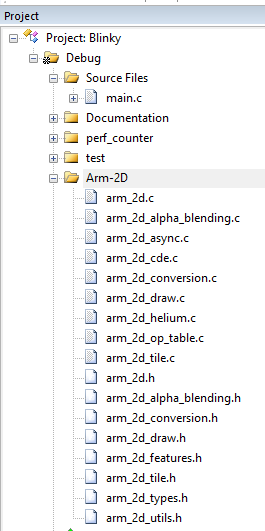 Project
Project: Blinky
Debug
Source Files
main.c
Documentation
perf_counter
test
Arm-2D
arm_2d.c
arm_2d_alpha_blending.c
arm_2d_async.c
arm_2d_cde.c
arm_2d_conversion.c
arm_2d_draw.c
arm_2d_helium.c
arm_2d_op_table.c
arm_2d_tile.c
arm_2d.h
arm_2d_alpha_blending.h
arm_2d_conversion.h
arm_2d_draw.h
arm_2d_features.h
arm_2d_tile.h
arm_2d_types.h
arm_2d_utils.h